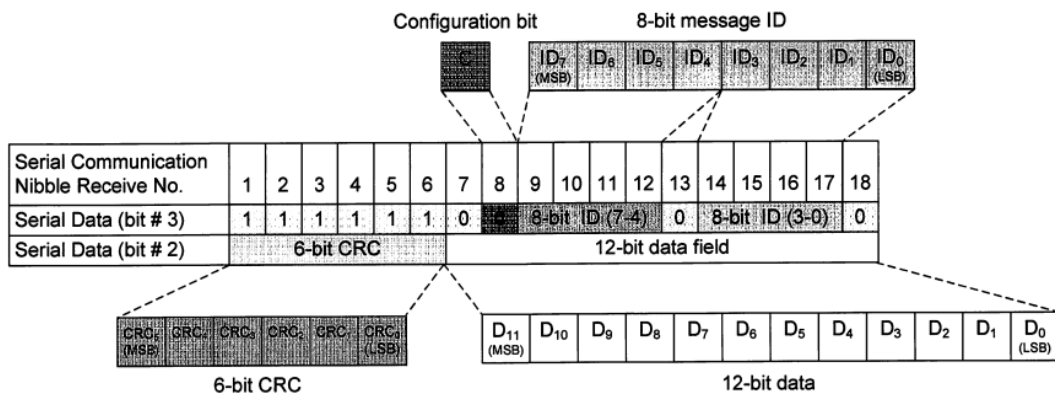 Configuration bit 8-bit message ID
C ID7 (MSB) ID6 ID5 ID4 ID3 ID2 ID1 ID0 (LSB)
Serial Communication
Nibble Receive No. 1 2 3 4 5 6 7 8 9 10 11 12 13 14 15 16 17 18
Serial Data (bit # 3) 1 1 1 1 1 1 0 8-bit ID (7-4) 0 8-bit ID (3-0) 0
Serial Data (bit # 2) 6-bit CRC 12-bit data field
CRC5 (MSB) CRC4 CRC3 CRC2 CRC1 CRC0 (LSB) D11 (MSB) D10 D9 D8 D7 D6 D5 D4 D3 D2 D1 D0 (LSB)
6-bit CRC 12-bit data